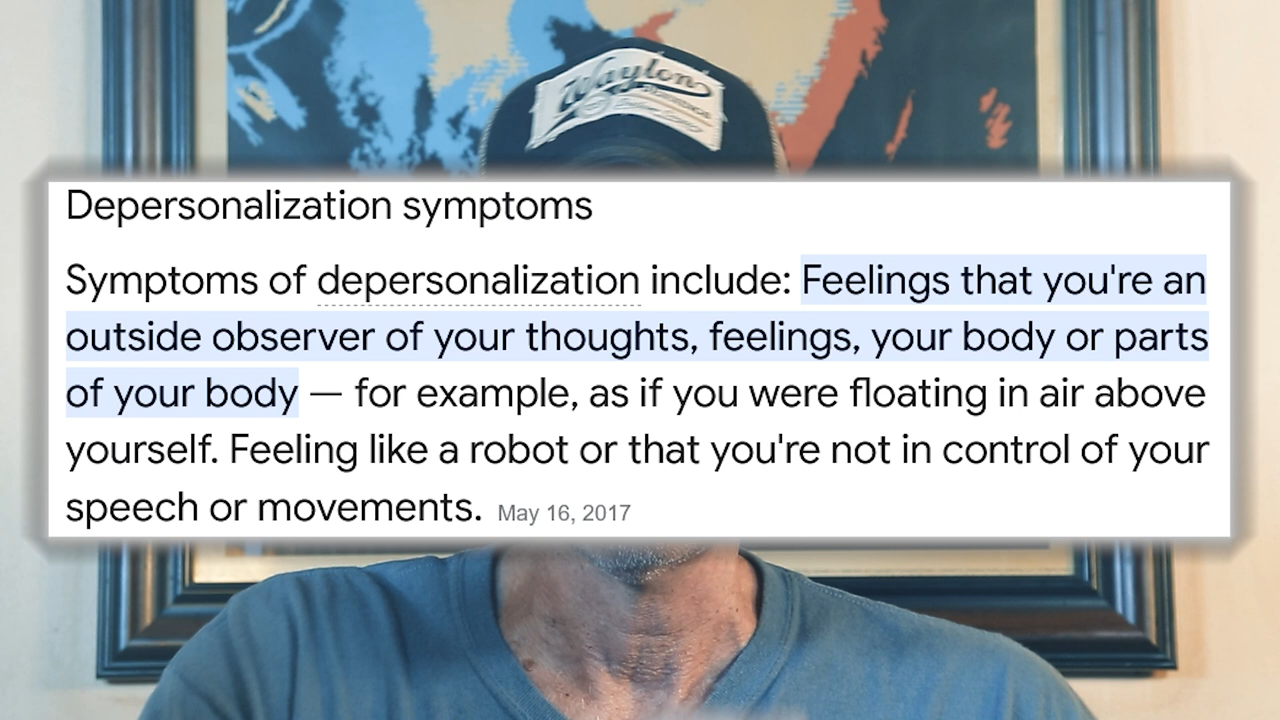 Waylon
Depersonalization symptoms
Symptoms of depersonalization include: Feelings that you're an
outside observer of your thoughts, feelings, your body or parts
of your body — for example, as if you were floating in air above
yourself. Feeling like a robot or that you're not in control of your
speech or movements. May 16, 2017